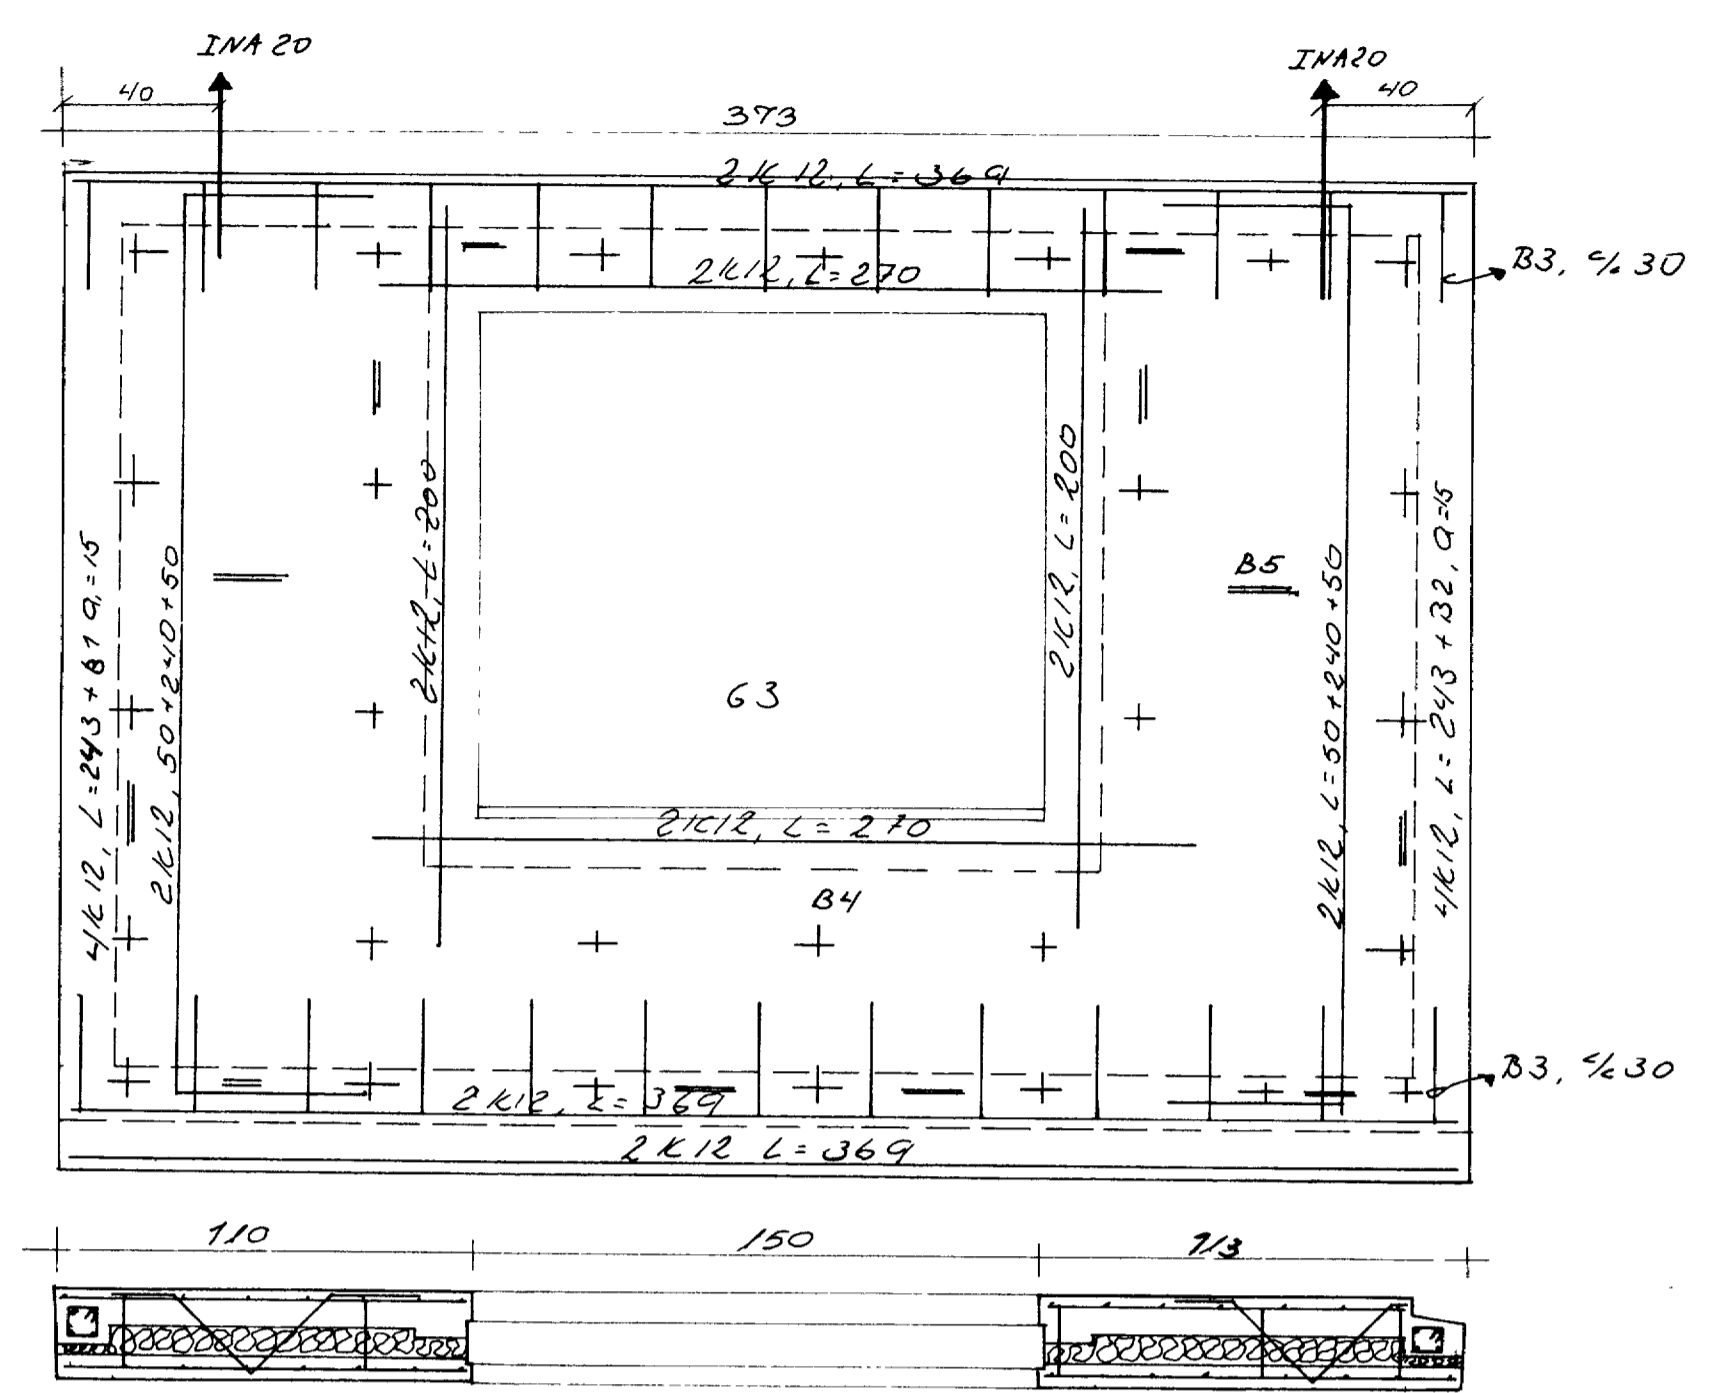 INA 20
INA20
40
40
373
2K12, L=369
B3, c/c 30
2K12, L=270
2K12, L=200
2K12, L=200
B5
4K12, L=243 + B1 a=15
2K12, 50+240+50
2K12, L=50+240+50
4K12, L=243 + B2, a=15
63
2K12, L=270
B4
B3, c/c 30
2K12, L=369
2K12 L=369
110
150
113